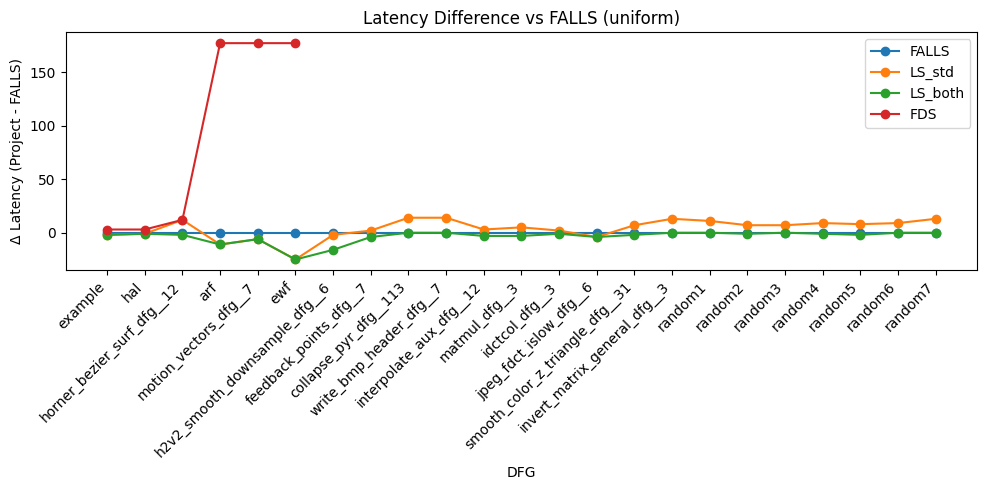 Latency Difference vs FALLS (uniform)
Δ Latency (Project - FALLS)
150
100
50
0
FALLS
LS_std
LS_both
FDS
example
hal
horner_bezier_surf_dfg__12
arf
motion_vectors_dfg__7
ewf
h2v2_smooth_downsample_dfg__6
feedback_points_dfg__7
collapse_pyr_dfg__113
write_bmp_header_dfg__7
interpolate_aux_dfg__12
matmul_dfg__3
idctcol_dfg__3
jpeg_fdct_islow_dfg__6
smooth_color_z_triangle_dfg__31
invert_matrix_general_dfg__3
random1
random2
random3
random4
random5
random6
random7
DFG